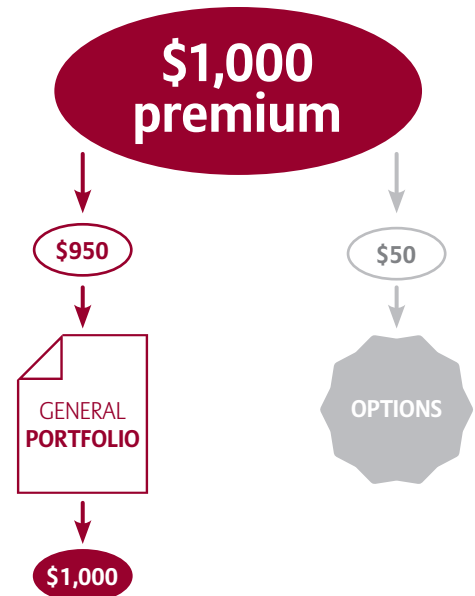 $1,000
premium
$950
$50
GENERAL
PORTFOLIO
OPTIONS
$1,000